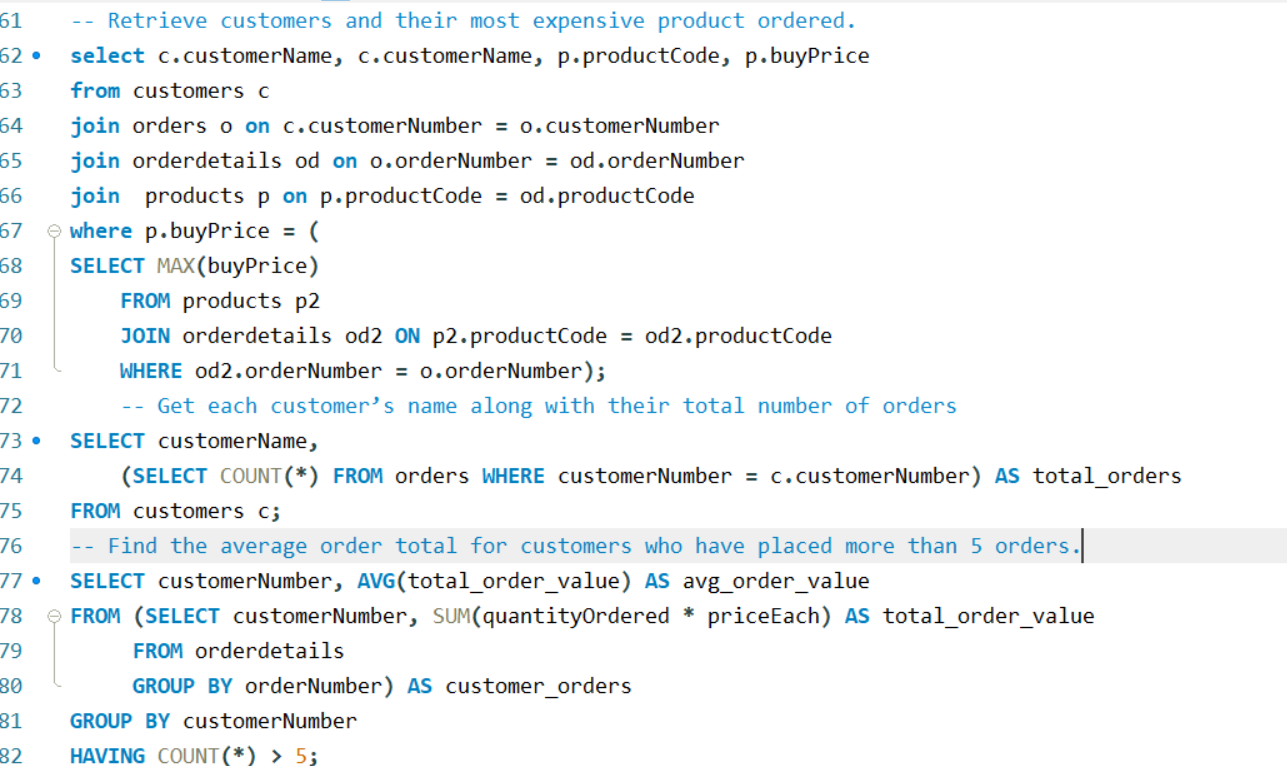 61 -- Retrieve customers and their most expensive product ordered.
62 select c.customerName, c.customerName, p.productCode, p.buyPrice
63 from customers c
64 join orders o on c.customerNumber = o.customerNumber
65 join orderdetails od on o.orderNumber = od.orderNumber
66 join  products p on p.productCode = od.productCode
67 where p.buyPrice = (
68 SELECT MAX(buyPrice)
69     FROM products p2
70     JOIN orderdetails od2 ON p2.productCode = od2.productCode
71     WHERE od2.orderNumber = o.orderNumber);
72     -- Get each customer’s name along with their total number of orders
73 SELECT customerName,
74     (SELECT COUNT(*) FROM orders WHERE customerNumber = c.customerNumber) AS total_orders
75 FROM customers c;
76 -- Find the average order total for customers who have placed more than 5 orders.
77 SELECT customerNumber, AVG(total_order_value) AS avg_order_value
78 FROM (SELECT customerNumber, SUM(quantityOrdered * priceEach) AS total_order_value
79      FROM orderdetails
80      GROUP BY orderNumber) AS customer_orders
81 GROUP BY customerNumber
82 HAVING COUNT(*) > 5;